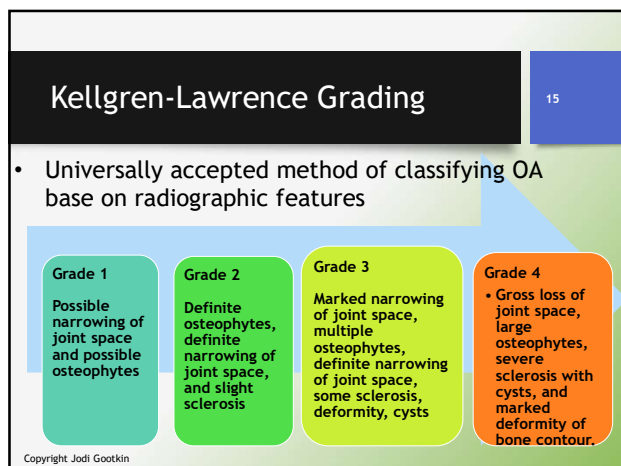 Kellgren-Lawrence Grading
15
• Universally accepted method of classifying OA
base on radiographic features
Grade 1
Possible
narrowing of
joint space
and possible
osteophytes
Grade 2
Definite
osteophytes,
definite
narrowing of
joint space,
and slight
sclerosis
Grade 3
Marked narrowing
of joint space,
multiple
osteophytes,
definite narrowing
of joint space,
some sclerosis,
deformity, cysts
Grade 4
• Gross loss of
joint space,
large
osteophytes,
severe
sclerosis with
cysts, and
marked
deformity of
bone contour.
Copyright Jodi Gootkin